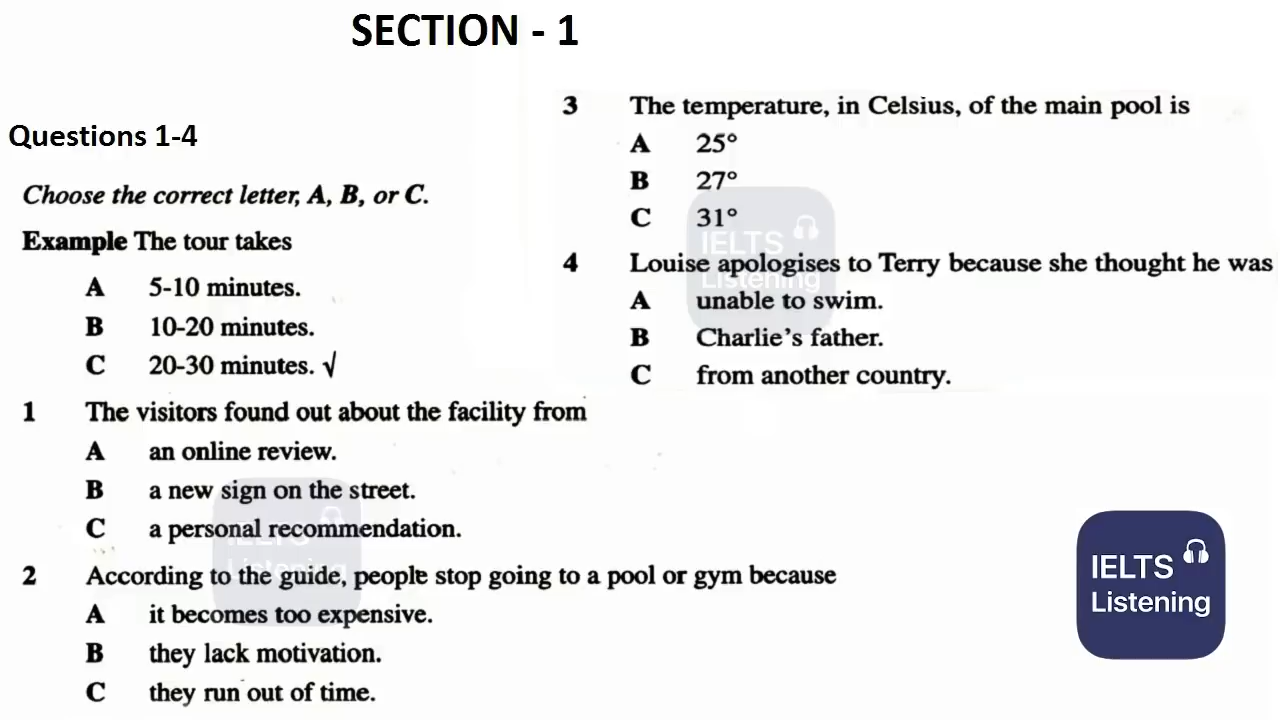 SECTION - 1
Questions 1-4
Choose the correct letter, A, B, or C.
Example The tour takes
A 5-10 minutes.
B 10-20 minutes.
C 20-30 minutes. √
1 The visitors found out about the facility from
A an online review.
B a new sign on the street.
C a personal recommendation.
2 According to the guide, people stop going to a pool or gym because
A it becomes too expensive.
B they lack motivation.
C they run out of time.
3 The temperature, in Celsius, of the main pool is
A 25°
B 27°
C 31°
4 Louise apologises to Terry because she thought he was
A unable to swim.
B Charlie's father.
C from another country.
IELTS
Listening
IELTS
Listening
IELTS
Listening